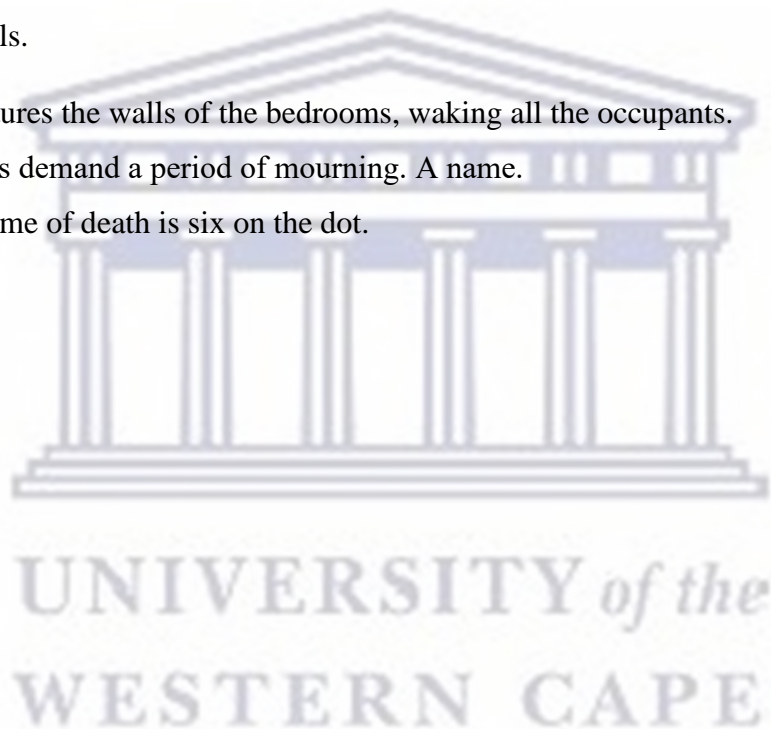 ls.
ures the walls of the bedrooms, waking all the occupants.
s demand a period of mourning. A name.
me of death is six on the dot.
UNIVERSITY of the
WESTERN CAPE